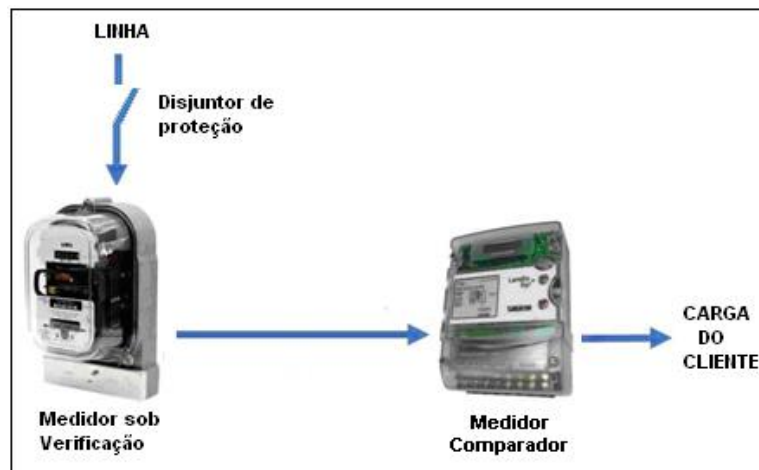 LINHA
Disjuntor de
proteção
CARGA
DO
CLIENTE
Medidor sob
Verificação
Medidor
Comparador